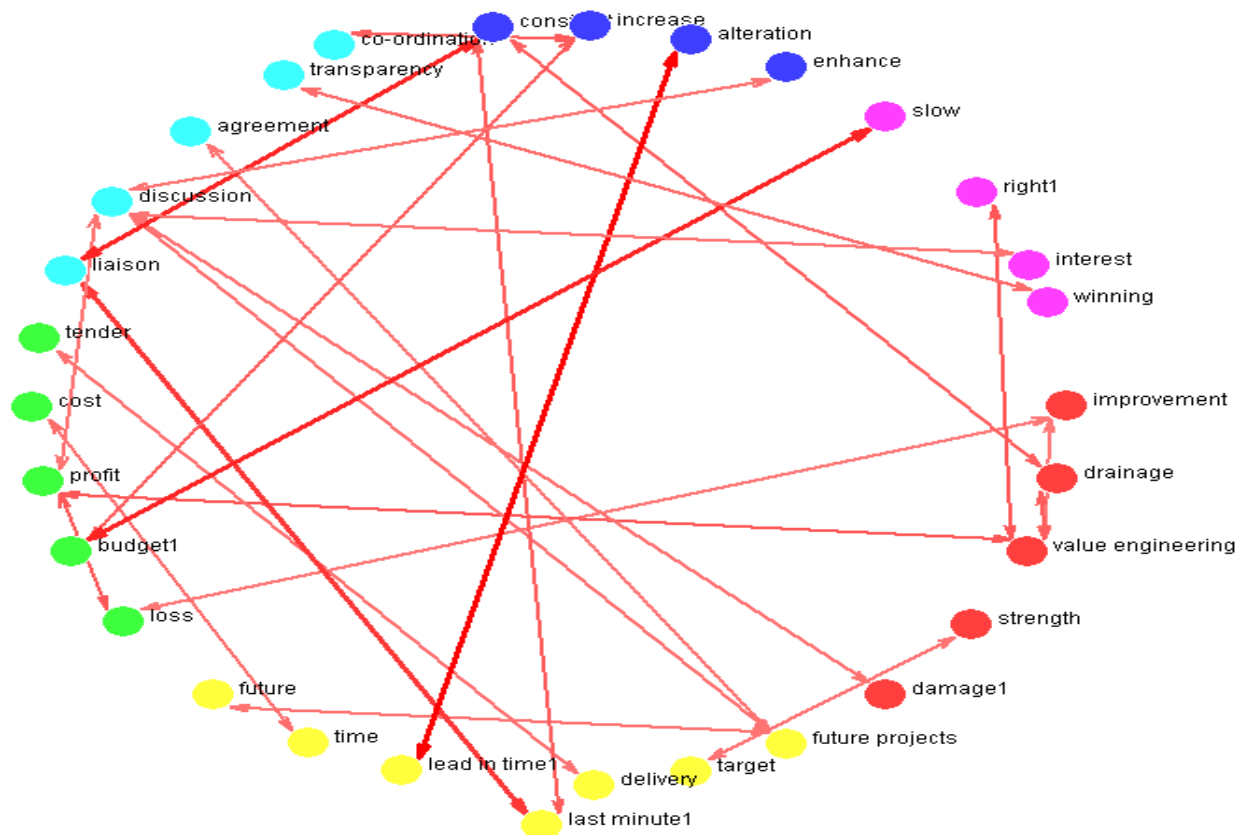 increase
co-ordination
alteration
transparency
enhance
slow
agreement
right1
discussion
interest
liaison
winning
tender
cost
improvement
profit
drainage
budget1
value engineering
loss
strength
future
damage1
time
future projects
lead in time1
target
delivery
last minute1